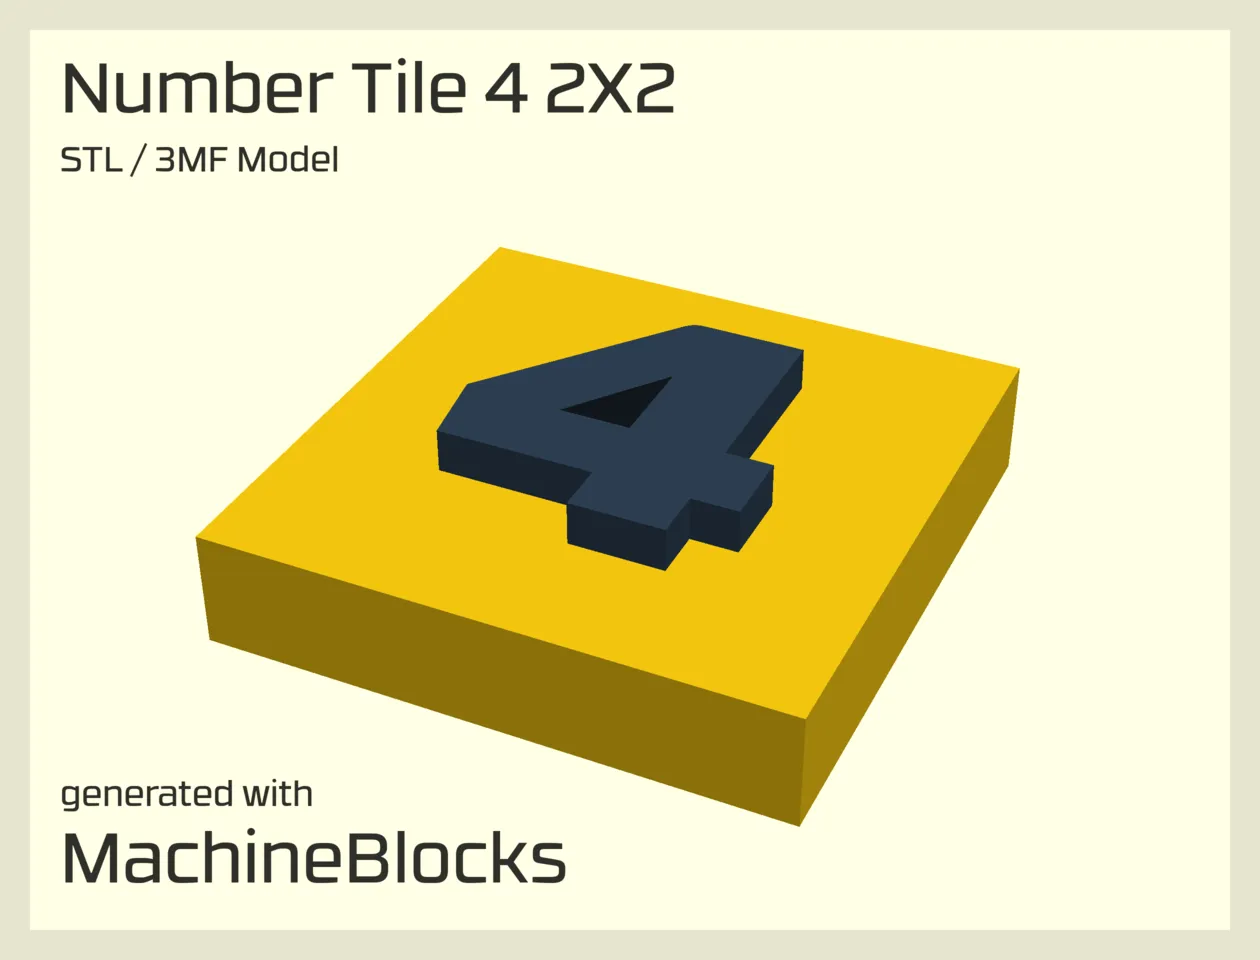 Number Tile 4 2X2
STL / 3MF Model
4
generated with
MachineBlocks